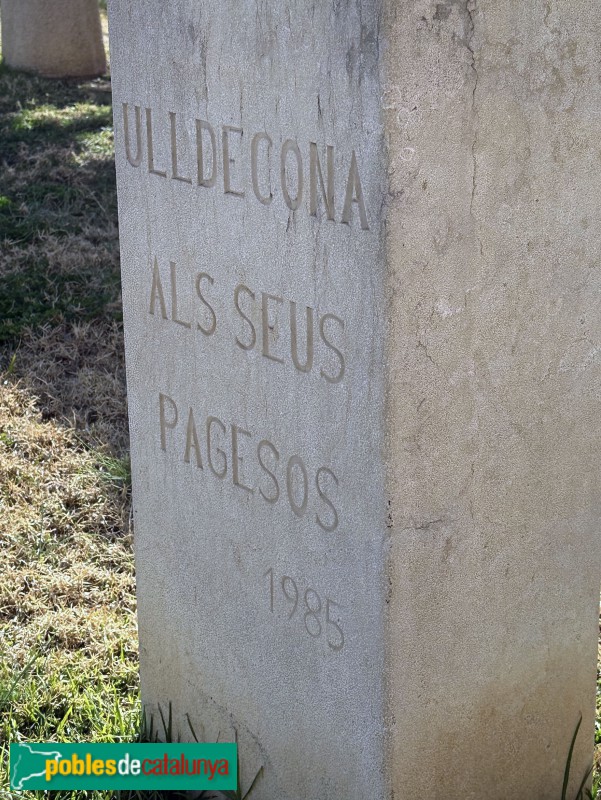 ULLDECONA
ALS SEUS
PAGESOS
1985
poblesdecatalunya